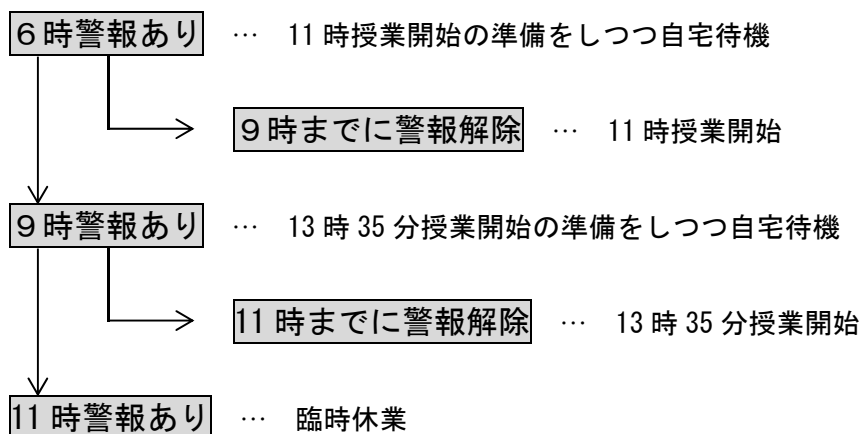 ６時警報あり … 11時授業開始の準備をしつつ自宅待機
９時までに警報解除 … 11時授業開始
９時警報あり … 13時35分授業開始の準備をしつつ自宅待機
11時までに警報解除 … 13時35分授業開始
11時警報あり … 臨時休業